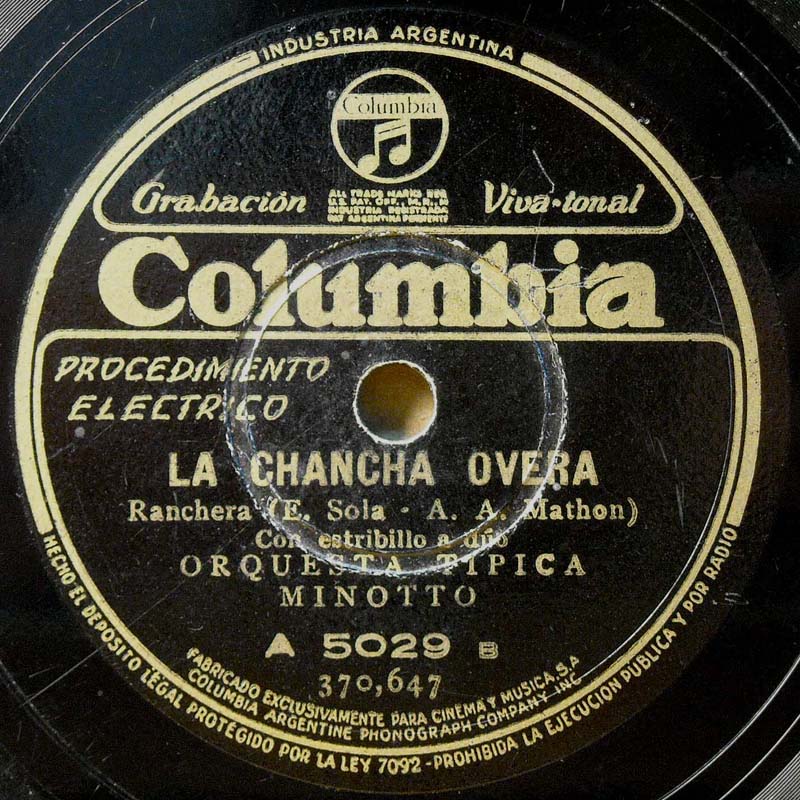 INDUSTRIA ARGENTINA
Columbia
Grabación
ALL TRADE MARKS REG
U.S. PAT. OFF., M.R., M
INDUSTRIA REGISTRADA
PAT ARGENTINA PENDIENTE
Viva-tonal
Columbia
PROCEDIMIENTO
ELECTRICO
LA CHANCHA OVERA
Ranchera (E. Sola - A. A. Mathon)
Con estribillo a dúo
ORQUESTA TIPICA
MINOTTO
A 5029 B
370,647
FABRICADO EXCLUSIVAMENTE PARA CINEMA Y MUSICA, S.A
COLUMBIA ARGENTINE PHONOGRAPH COMPANY INC
HECHO EL DEPOSITO LEGAL PROTÉGIDO POR LA LEY 7092 - PROHIBIDA LA EJECUCION PUBLICA Y POR RADIO